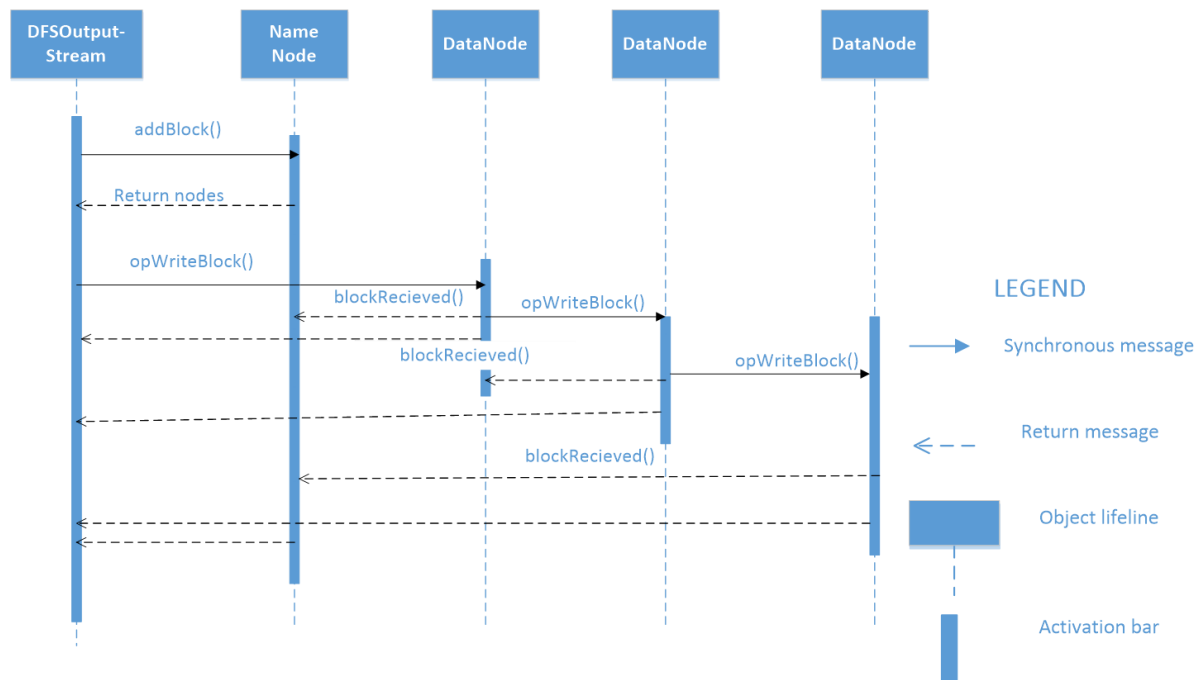 DFSOutput-
Stream
Name
Node
DataNode
DataNode
DataNode
addBlock()
Return nodes
opWriteBlock()
blockRecieved()
opWriteBlock()
blockRecieved()
opWriteBlock()
blockRecieved()
LEGEND
Synchronous message
Return message
Object lifeline
Activation bar